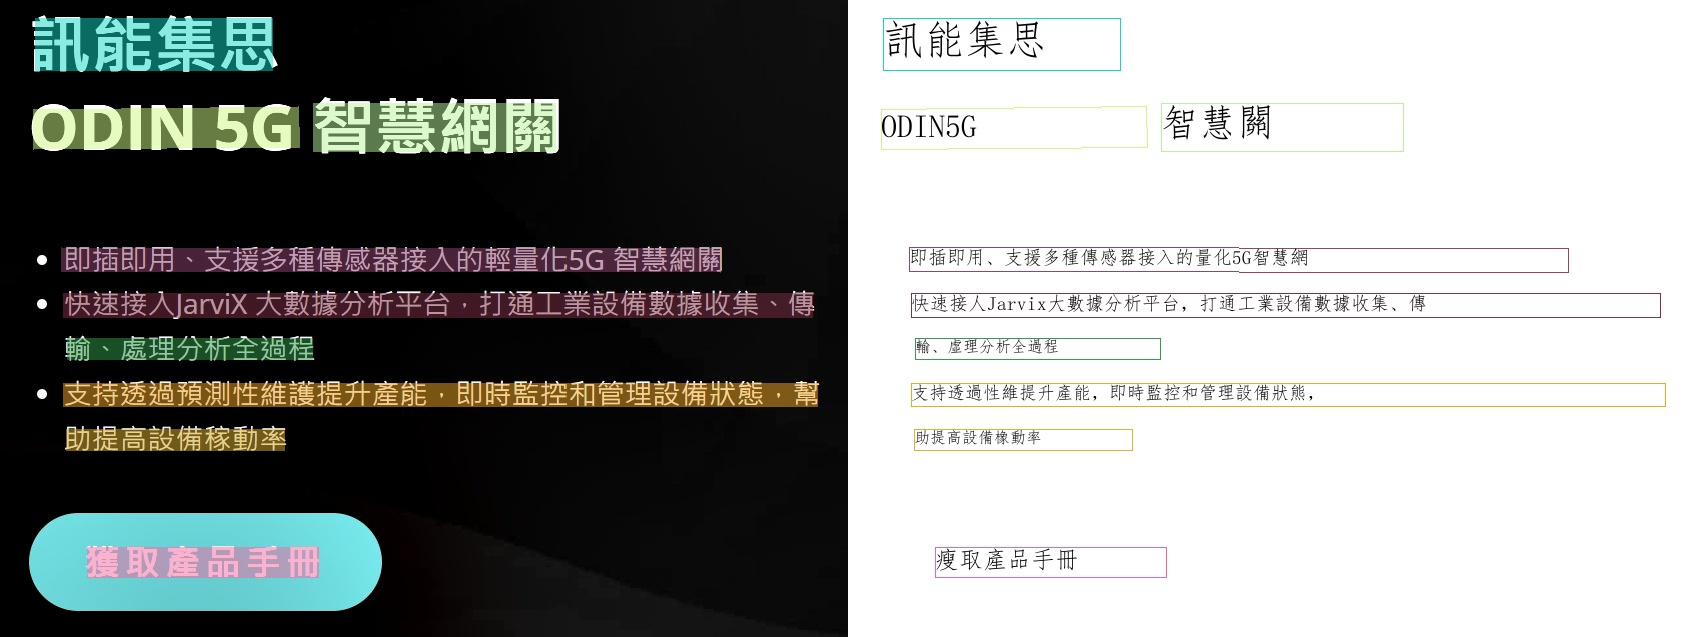 訊能集思
ODIN 5G 智慧網關
• 即插即用、支援多種傳感器接入的輕量化5G 智慧網關
• 快速接入JarviX 大數據分析平台，打通工業設備數據收集、傳
輸、處理分析全過程
• 支持透過預測性維護提升產能，即時監控和管理設備狀態，幫
助提高設備稼動率
獲取產品手冊
訊能集思
ODIN5G 智慧關
即插即用、支援多種傳感器接入的量化5G智慧網
快速接人Jarvix大數據分析平台，打通工業設備數據收集、傳
輸、處理分析全過程
支持透過性維提升產能，即時監控和管理設備狀態，
助提高設備橡動率
瘦取產品手冊